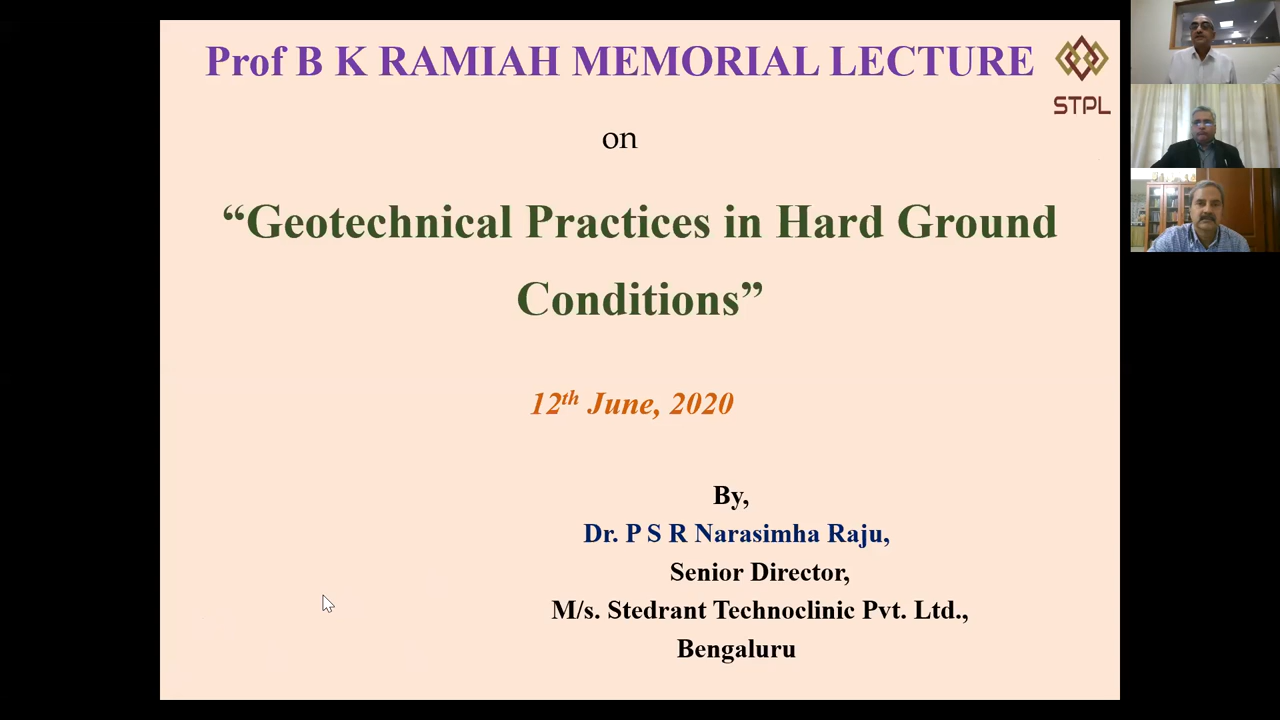 Prof B K RAMIAH MEMORIAL LECTURE
STPL
on
“Geotechnical Practices in Hard Ground
Conditions”
12th June, 2020
By,
Dr. P S R Narasimha Raju,
Senior Director,
M/s. Stedrant Technoclinic Pvt. Ltd.,
Bengaluru